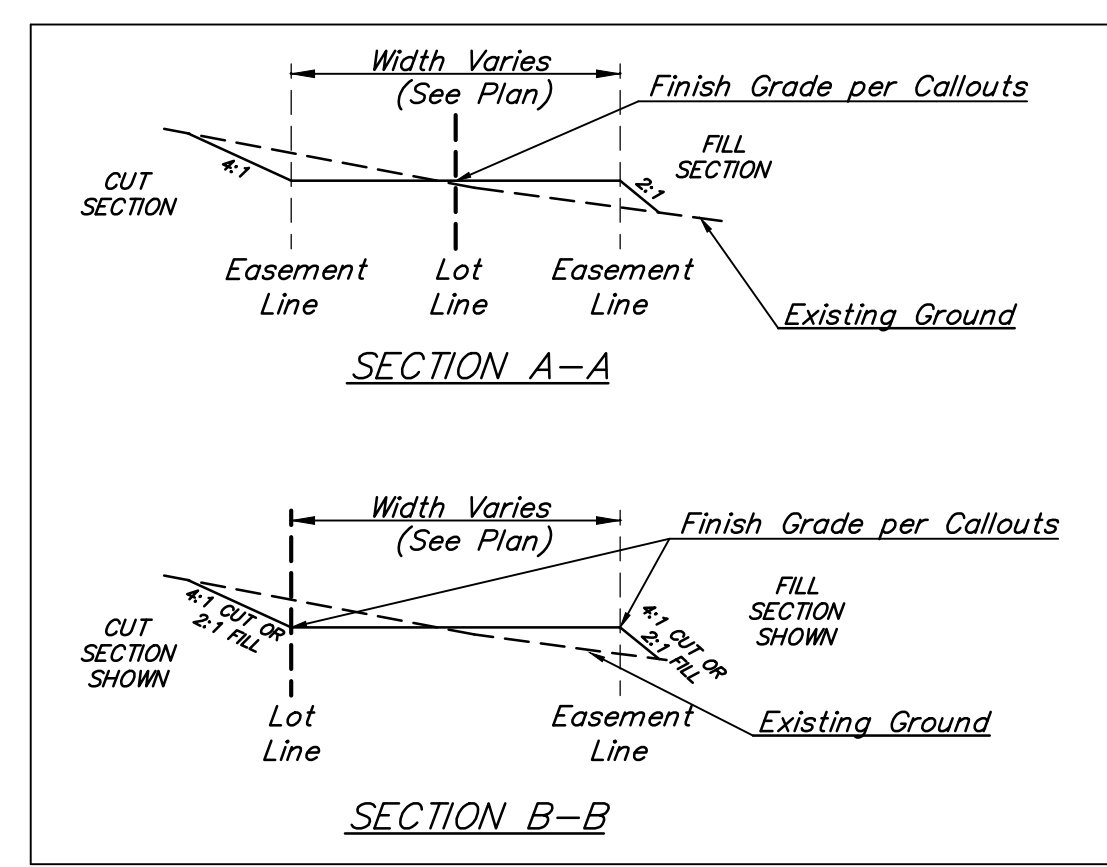 Width Varies
(See Plan)
Finish Grade per Callouts
FILL
SECTION
4:1
CUT
SECTION
2:1
Easement
Line
Lot
Line
Easement
Line
Existing Ground
SECTION A-A
Width Varies
(See Plan)
Finish Grade per Callouts
4:1 CUT OR
2:1 FILL
CUT
SECTION
SHOWN
FILL
SECTION
SHOWN
4:1 CUT OR
2:1 FILL
Lot
Line
Easement
Line
Existing Ground
SECTION B-B